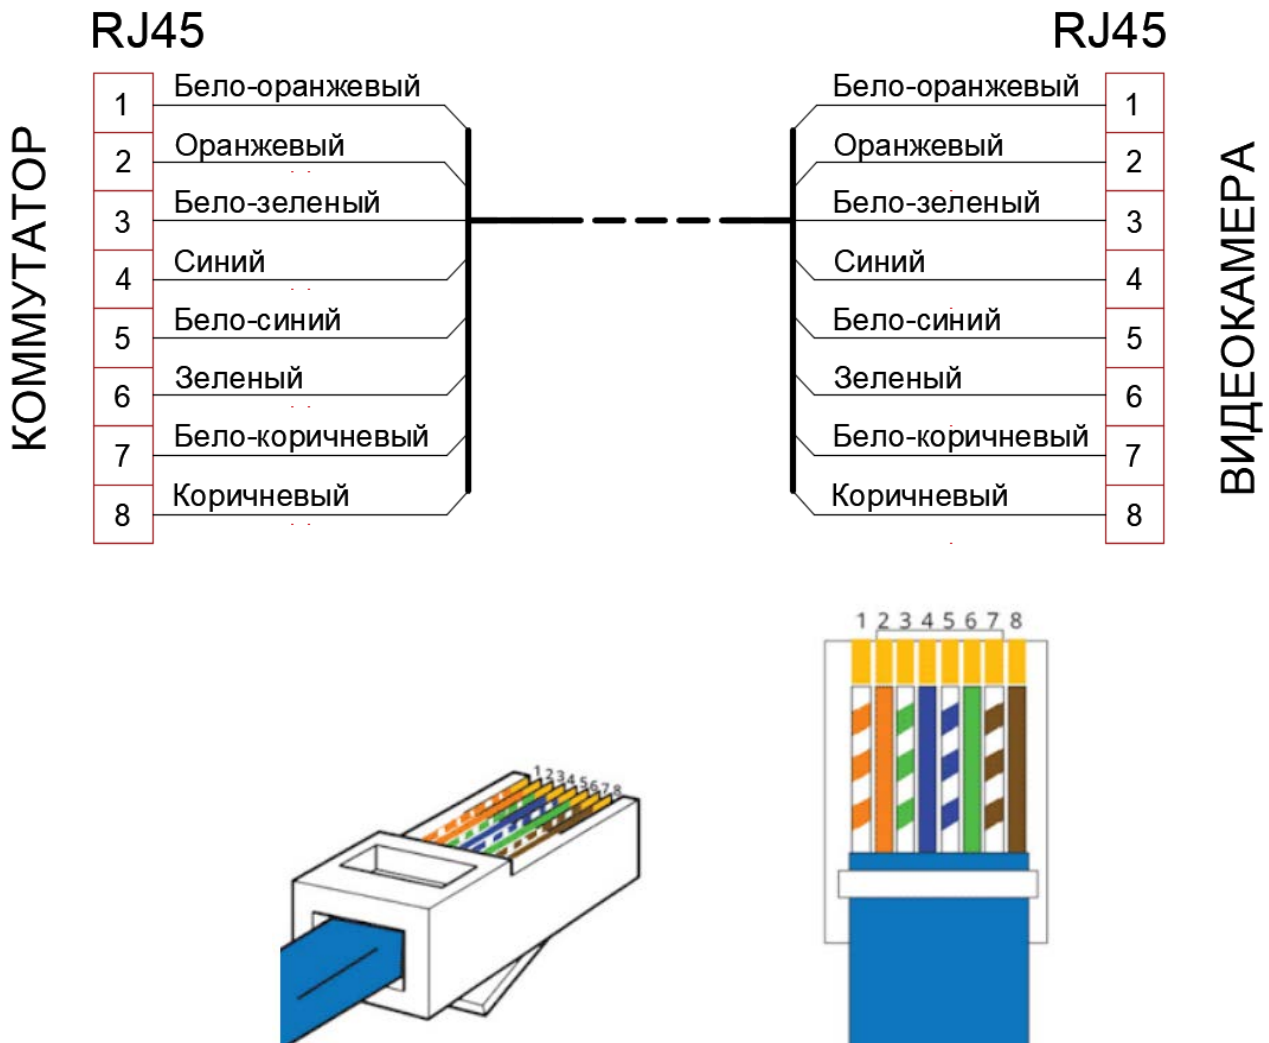 RJ45
RJ45
КОММУТАТОР
1 Бело-оранжевый
2 Оранжевый
3 Бело-зеленый
4 Синий
5 Бело-синий
6 Зеленый
7 Бело-коричневый
8 Коричневый
Бело-оранжевый 1
Оранжевый 2
Бело-зеленый 3
Синий 4
Бело-синий 5
Зеленый 6
Бело-коричневый 7
Коричневый 8
ВИДЕОКАМЕРА
12345678
1 2 3 4 5 6 7 8